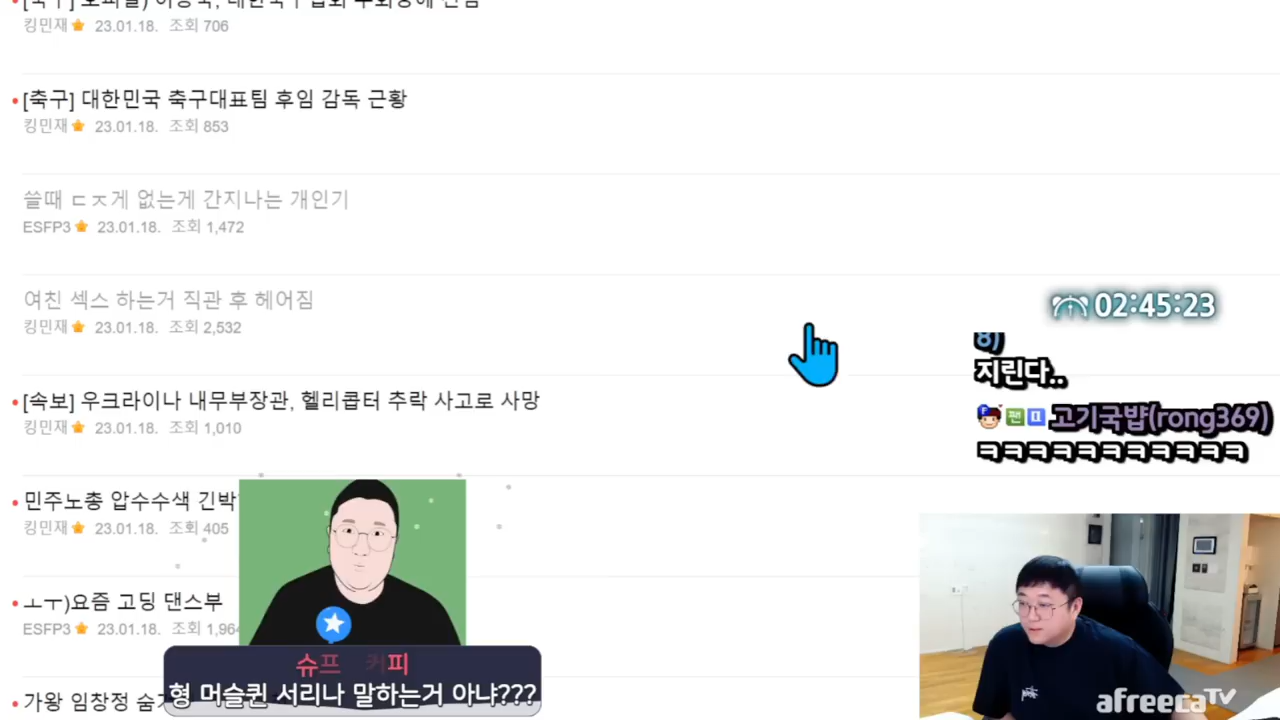 킹민재 23.01.18. 조회 706
[축구] 대한민국 축구대표팀 후임 감독 근황
킹민재 23.01.18. 조회 853
쓸때 ㄷㅈ게 없는게 간지나는 개인기
ESFP3 23.01.18. 조회 1,472
여친 섹스 하는거 직관 후 헤어짐
킹민재 23.01.18. 조회 2,532
[속보] 우크라이나 내무부장관, 헬리콥터 추락 사고로 사망
킹민재 23.01.18. 조회 1,010
민주노총 압수수색 긴박
킹민재 23.01.18. 조회 405
ㅗㅜ)요즘 고딩 댄스부
ESFP3 23.01.18. 조회 1,964
가왕 임창정
슈프 커피
형 머슬퀸 서리나 말하는거 아냐???
02:45:23
8)
지린다..
팬 고기국뱝(rong369)
ㅋㅋㅋㅋㅋㅋㅋㅋㅋㅋㅋ
afreecaTV